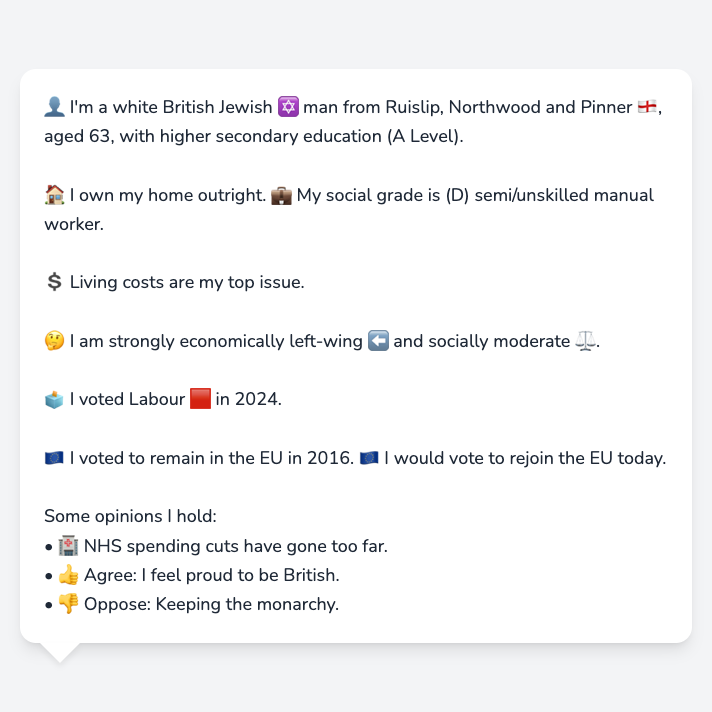 👤 I'm a white British Jewish ✡️ man from Ruislip, Northwood and Pinner 🏴󠁧󠁢󠁥󠁮󠁧󠁿,
aged 63, with higher secondary education (A Level).
🏠 I own my home outright. 💼 My social grade is (D) semi/unskilled manual
worker.
💲 Living costs are my top issue.
🤔 I am strongly economically left-wing ⬅️ and socially moderate ⚖️.
🗳️ I voted Labour 🟥 in 2024.
🇪🇺 I voted to remain in the EU in 2016. 🇪🇺 I would vote to rejoin the EU today.
Some opinions I hold:
• 🏥 NHS spending cuts have gone too far.
• 👍 Agree: I feel proud to be British.
• 👎 Oppose: Keeping the monarchy.